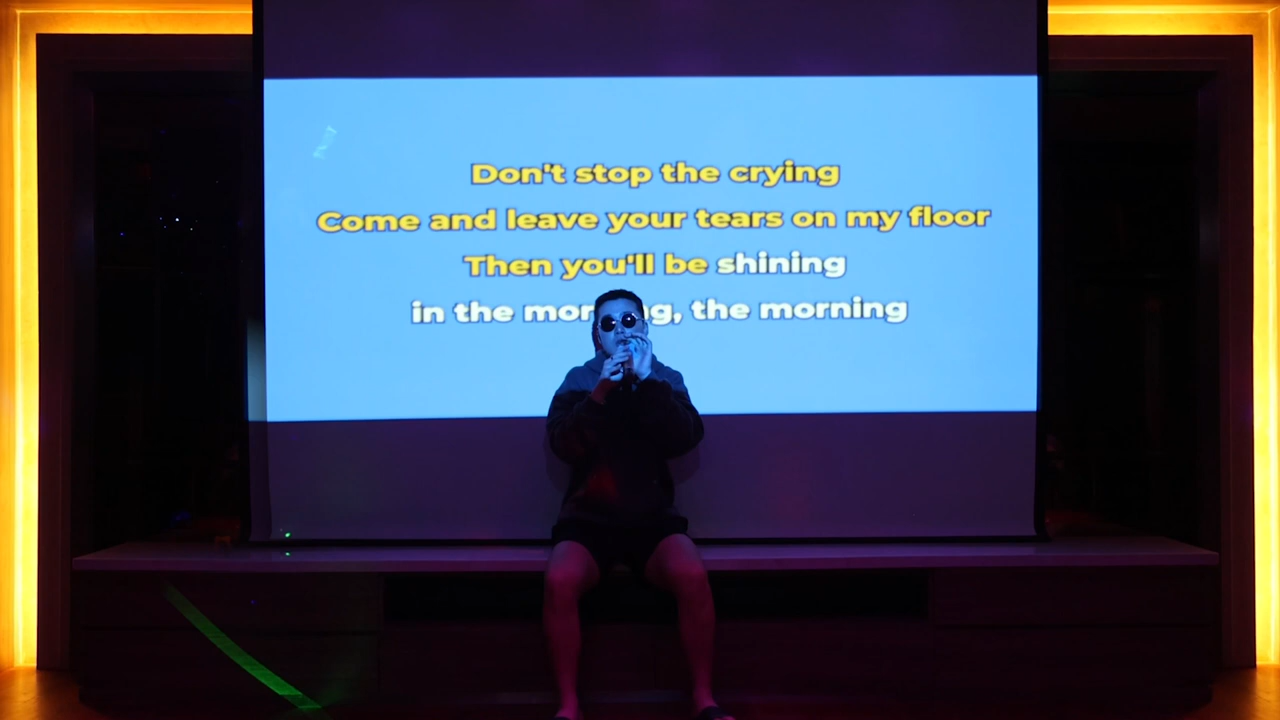 Don't stop the crying
Come and leave your tears on my floor
Then you'll be shining
in the morning, the morning